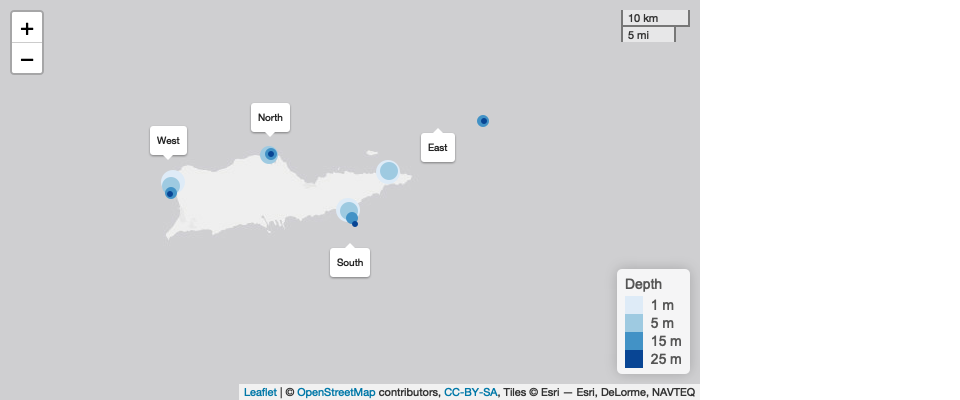 +
−
10 km
5 mi
North
West
East
South
Depth
1 m
5 m
15 m
25 m
Leaflet | © OpenStreetMap contributors, CC-BY-SA, Tiles © Esri — Esri, DeLorme, NAVTEQ